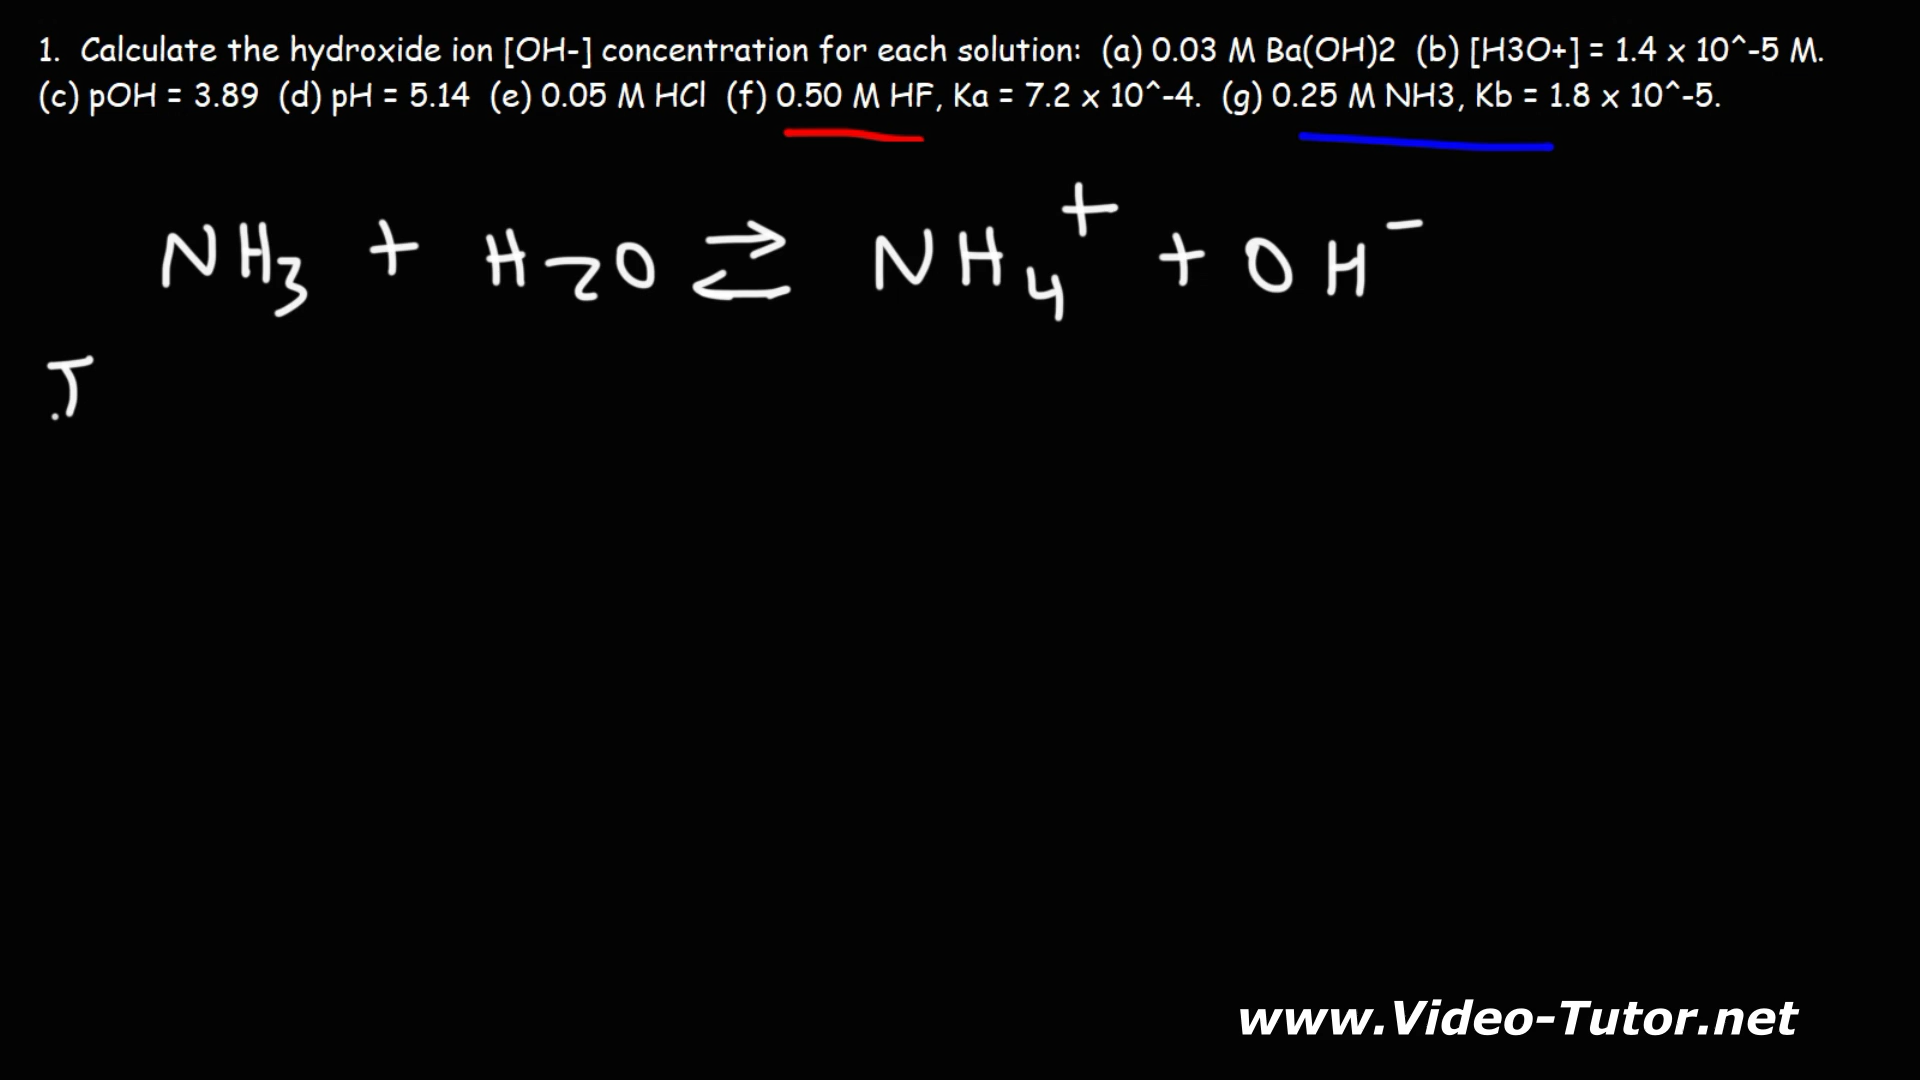 1. Calculate the hydroxide ion [OH-] concentration for each solution: (a) 0.03 M Ba(OH)2 (b) [H3O+] = 1.4 x 10^-5 M.
(c) pOH = 3.89 (d) pH = 5.14 (e) 0.05 M HCl (f) 0.50 M HF, Ka = 7.2 x 10^-4. (g) 0.25 M NH3, Kb = 1.8 x 10^-5.
NH₃ + H₂O ⇌ NH₄⁺ + OH⁻
www.Video-Tutor.net